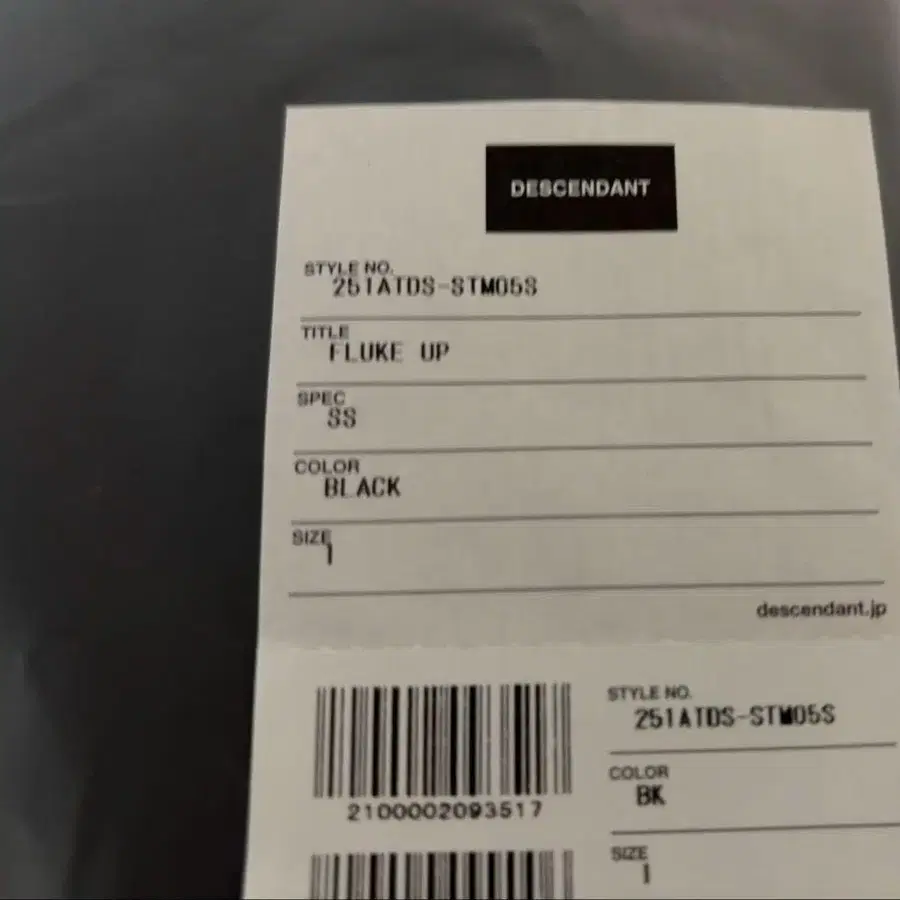 DESCENDANT
STYLE NO.
251ATDS-STM05S
TITLE
FLUKE UP
SPEC
SS
COLOR
BLACK
SIZE
1
descendant.jp
2100002093517
STYLE NO.
251ATDS-STM05S
COLOR
BK
SIZE
1